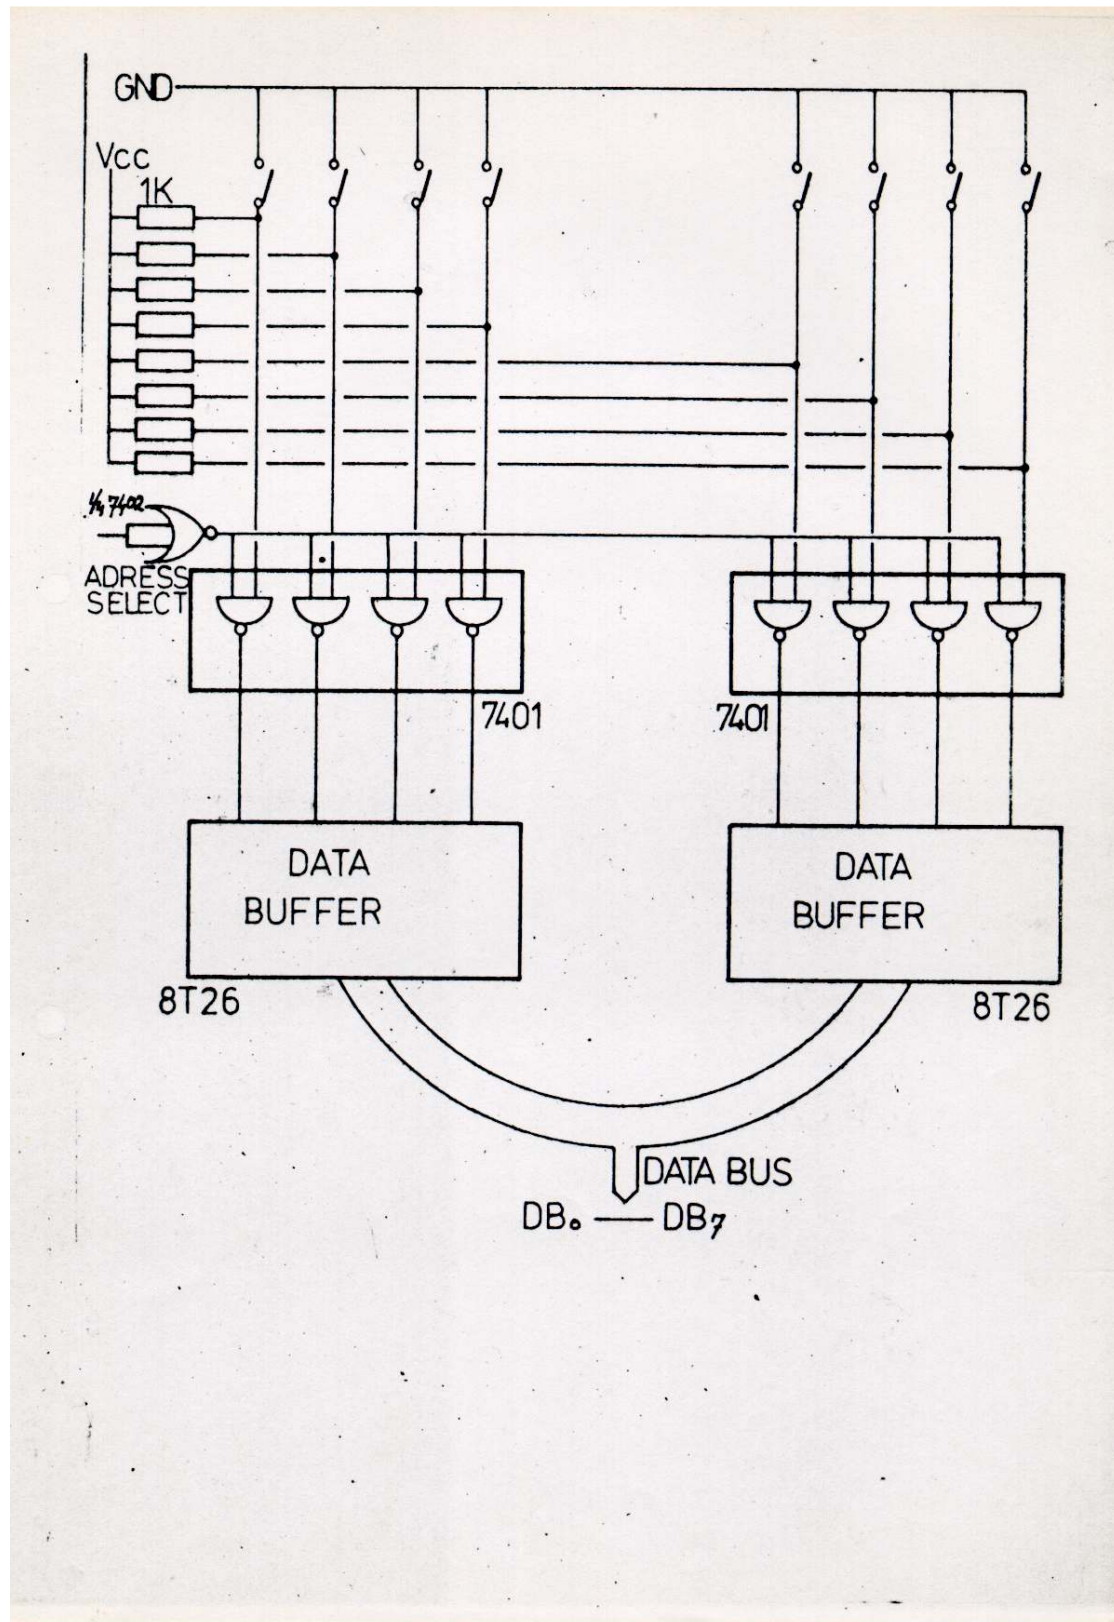 GND
Vcc
1K
1/4 7402
ADRESS
SELECT
7401
7401
DATA
BUFFER
DATA
BUFFER
8T26
8T26
DATA BUS
DB0 — DB7